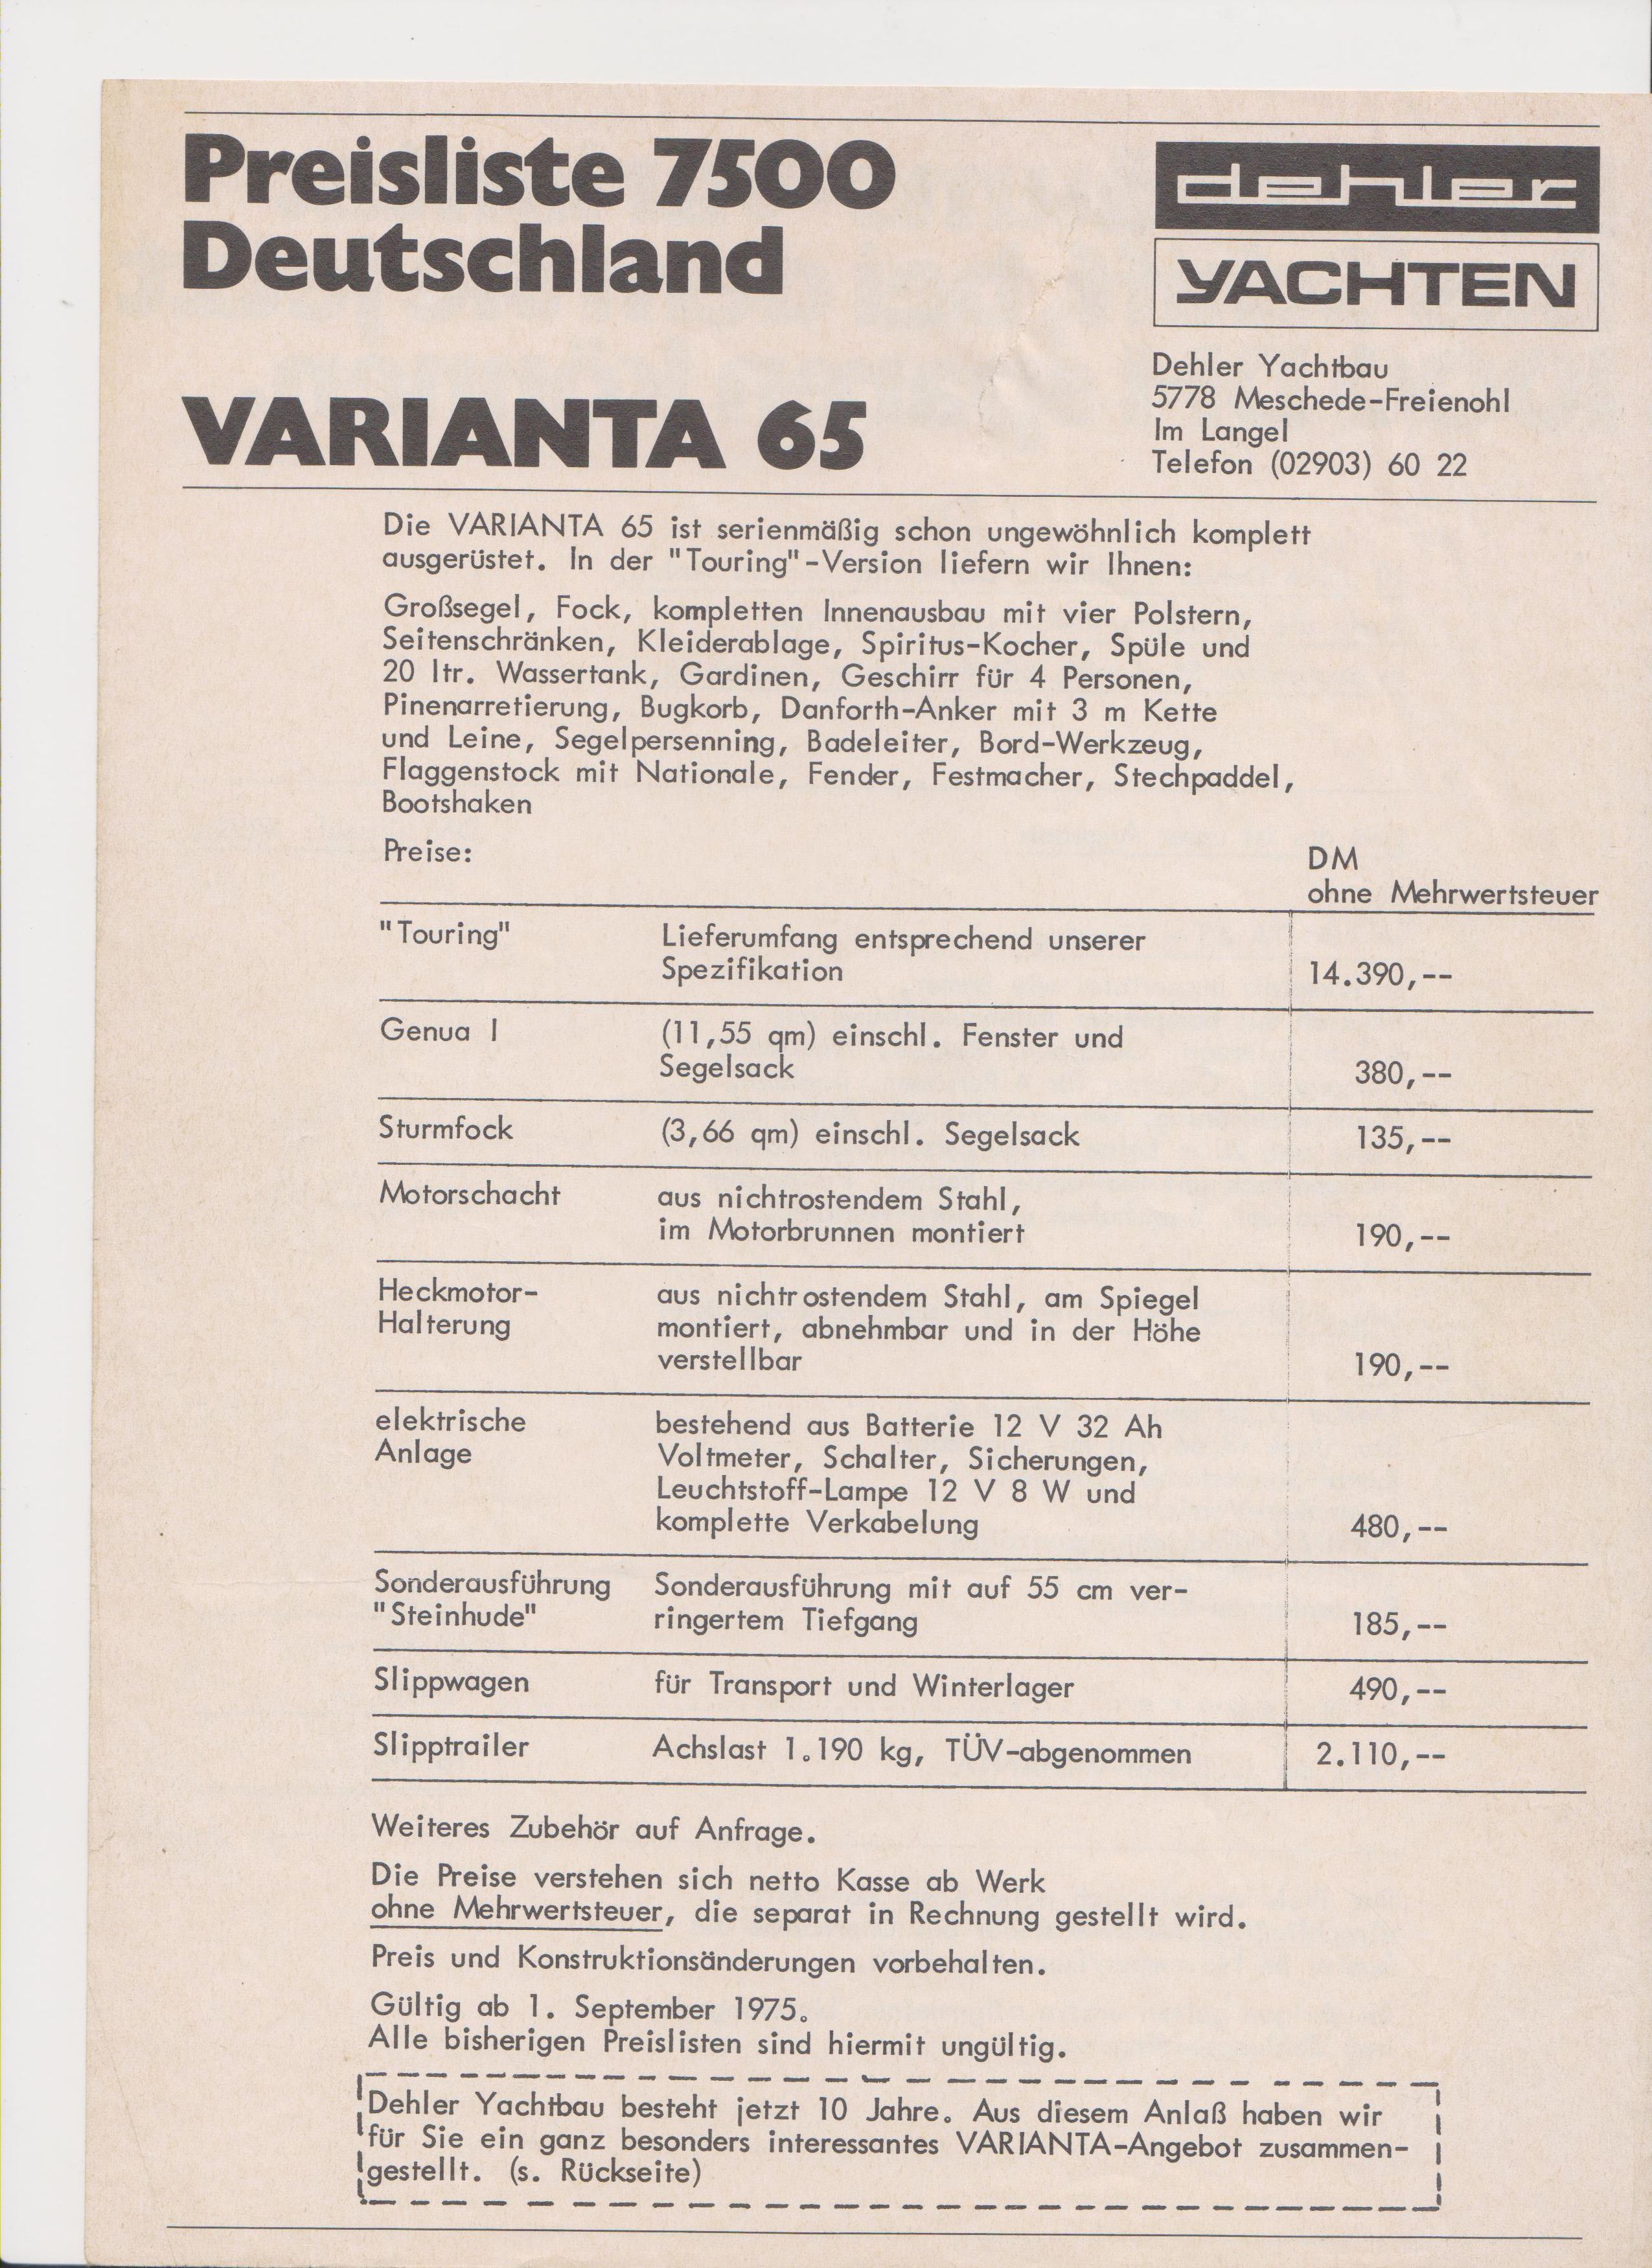 Preisliste 7500
Deutschland
VARIANTA 65
dehler
YACHTEN
Dehler Yachtbau
5778 Meschede-Freienohl
Im Langel
Telefon (02903) 60 22
Die VARIANTA 65 ist serienmäßig schon ungewöhnlich komplett
ausgerüstet. In der "Touring"-Version liefern wir Ihnen:
Großsegel, Fock, kompletten Innenausbau mit vier Polstern,
Seitenschränken, Kleiderablage, Spiritus-Kocher, Spüle und
20 ltr. Wassertank, Gardinen, Geschirr für 4 Personen,
Pinenarretierung, Bugkorb, Danforth-Anker mit 3 m Kette
und Leine, Segelpersenning, Badeleiter, Bord-Werkzeug,
Flaggenstock mit Nationale, Fender, Festmacher, Stechpaddel,
Bootshaken
Preise:
DM
ohne Mehrwertsteuer
"Touring" Lieferumfang entsprechend unserer
Spezifikation 14.390,--
Genua I (11,55 qm) einschl. Fenster und
Segelsack 380,--
Sturmfock (3,66 qm) einschl. Segelsack 135,--
Motorschacht aus nichtrostendem Stahl,
im Motorbrunnen montiert 190,--
Heckmotor- aus nichtrostendem Stahl, am Spiegel
Halterung montiert, abnehmbar und in der Höhe
verstellbar 190,--
elektrische bestehend aus Batterie 12 V 32 Ah
Anlage Voltmeter, Schalter, Sicherungen,
Leuchtstoff-Lampe 12 V 8 W und
komplette Verkabelung 480,--
Sonderausführung Sonderausführung mit auf 55 cm ver-
"Steinhude" ringertem Tiefgang 185,--
Slippwagen für Transport und Winterlager 490,--
Slipptrailer Achslast 1.190 kg, TÜV-abgenommen 2.110,--
Weiteres Zubehör auf Anfrage.
Die Preise verstehen sich netto Kasse ab Werk
ohne Mehrwertsteuer, die separat in Rechnung gestellt wird.
Preis und Konstruktionsänderungen vorbehalten.
Gültig ab 1. September 1975.
Alle bisherigen Preislisten sind hiermit ungültig.
Dehler Yachtbau besteht jetzt 10 Jahre. Aus diesem Anlaß haben wir
für Sie ein ganz besonders interessantes VARIANTA-Angebot zusammen-
gestellt. (s. Rückseite)